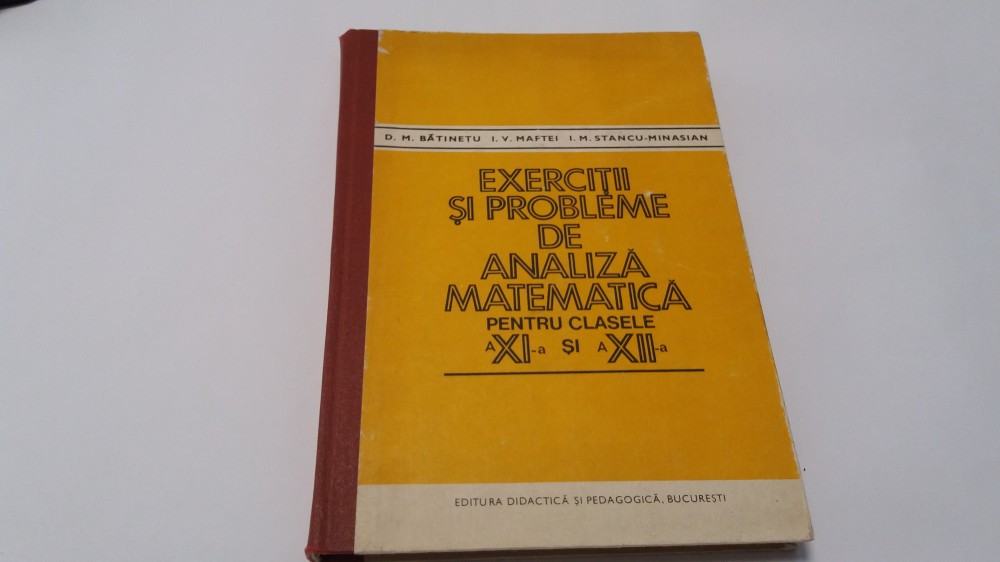 D. M. BĂTINEȚU I. V. MAFTEI I. M. STANCU-MINASIAN
EXERCIȚII
ȘI PROBLEME
DE
ANALIZĂ
MATEMATICĂ
PENTRU CLASELE
A XI-a ȘI A XII-a
EDITURA DIDACTICĂ ȘI PEDAGOGICĂ, BUCUREȘTI